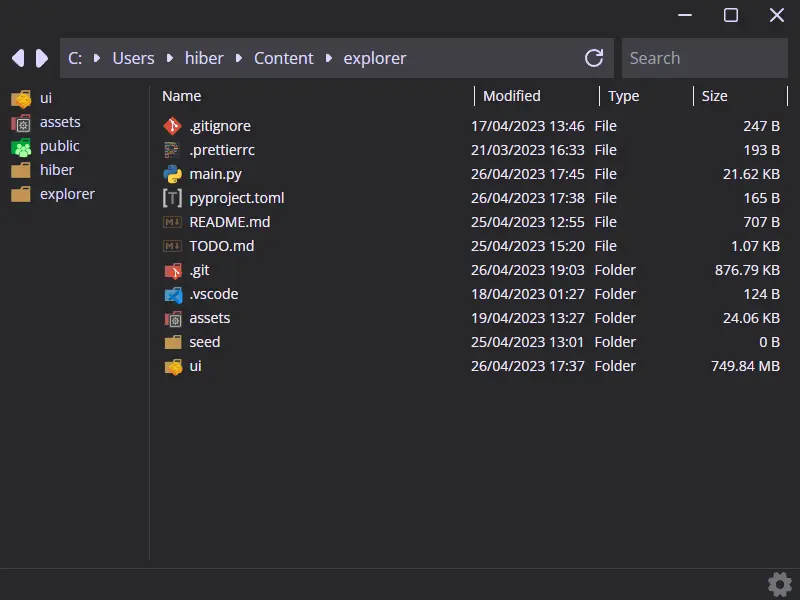 C: Users hiber Content explorer Search
ui
assets
public
hiber
explorer
Name Modified Type Size
.gitignore 17/04/2023 13:46 File 247 B
.prettierrc 21/03/2023 16:33 File 193 B
main.py 26/04/2023 17:45 File 21.62 KB
[T] pyproject.toml 26/04/2023 17:38 File 165 B
M↓ README.md 25/04/2023 12:55 File 707 B
M↓ TODO.md 25/04/2023 15:20 File 1.07 KB
.git 26/04/2023 19:03 Folder 876.79 KB
.vscode 18/04/2023 01:27 Folder 124 B
assets 19/04/2023 13:27 Folder 24.06 KB
seed 25/04/2023 13:01 Folder 0 B
ui 26/04/2023 17:37 Folder 749.84 MB